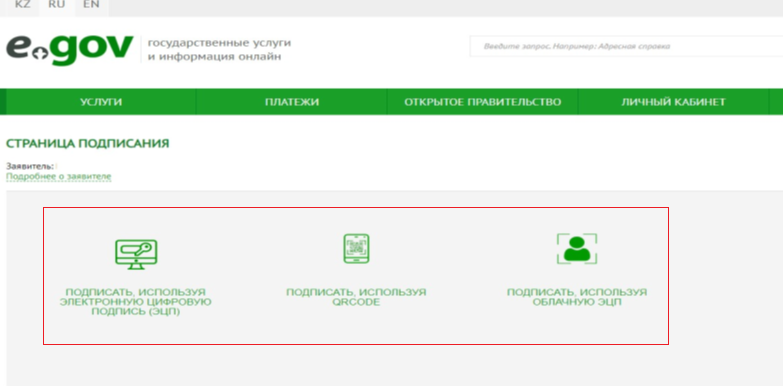 KZ RU EN
e.gov
государственные услуги
и информация онлайн
Введите запрос. Например: Адресная справка
УСЛУГИ ПЛАТЕЖИ ОТКРЫТОЕ ПРАВИТЕЛЬСТВО ЛИЧНЫЙ КАБИНЕТ
СТРАНИЦА ПОДПИСАНИЯ
Заявитель:
Подробнее о заявителе
ПОДПИСАТЬ, ИСПОЛЬЗУЯ
ЭЛЕКТРОННУЮ ЦИФРОВУЮ
ПОДПИСЬ (ЭЦП)
ПОДПИСАТЬ, ИСПОЛЬЗУЯ
QRCODE
ПОДПИСАТЬ, ИСПОЛЬЗУЯ
ОБЛАЧНУЮ ЭЦП